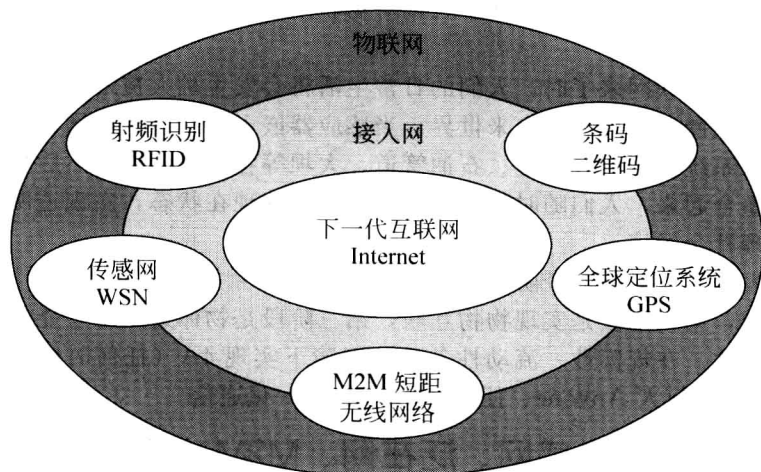 物联网
射频识别
RFID
接入网
条码
二维码
下一代互联网
Internet
传感网
WSN
全球定位系统
GPS
M2M 短距
无线网络